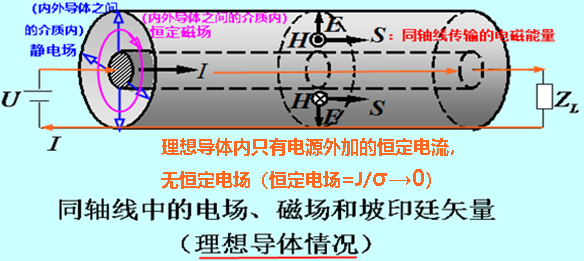 (内外导体之间
的介质内)
静电场
(内外导体之间的介质内)
恒定磁场
E
H
S
：同轴线传输的电磁能量
I
U
H
S
E
Z_L
I
理想导体内只有电源外加的恒定电流，
无恒定电场（恒定电场=J/σ→0）
同轴线中的电场、磁场和坡印廷矢量
（理想导体情况）